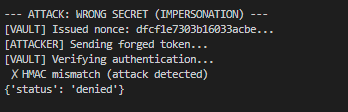 --- ATTACK: WRONG SECRET (IMPERSONATION) ---
[VAULT] Issued nonce: dfcf1e7303b16033acbe...
[ATTACKER] Sending forged token...
[VAULT] Verifying authentication...
 ✗ HMAC mismatch (attack detected)
{'status': 'denied'}